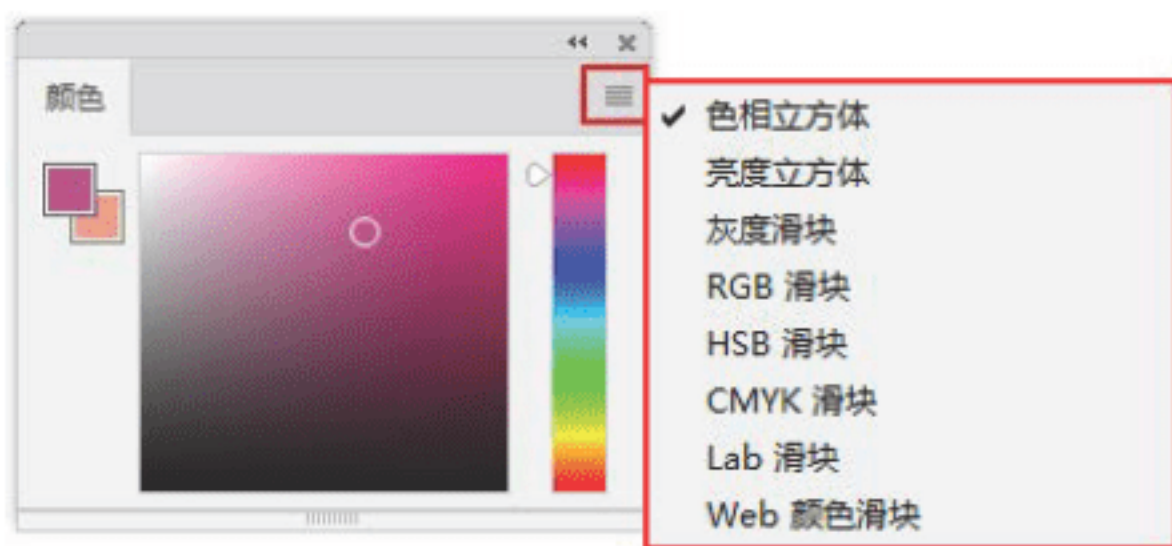 颜色
色相立方体
亮度立方体
灰度滑块
RGB 滑块
HSB 滑块
CMYK 滑块
Lab 滑块
Web 颜色滑块